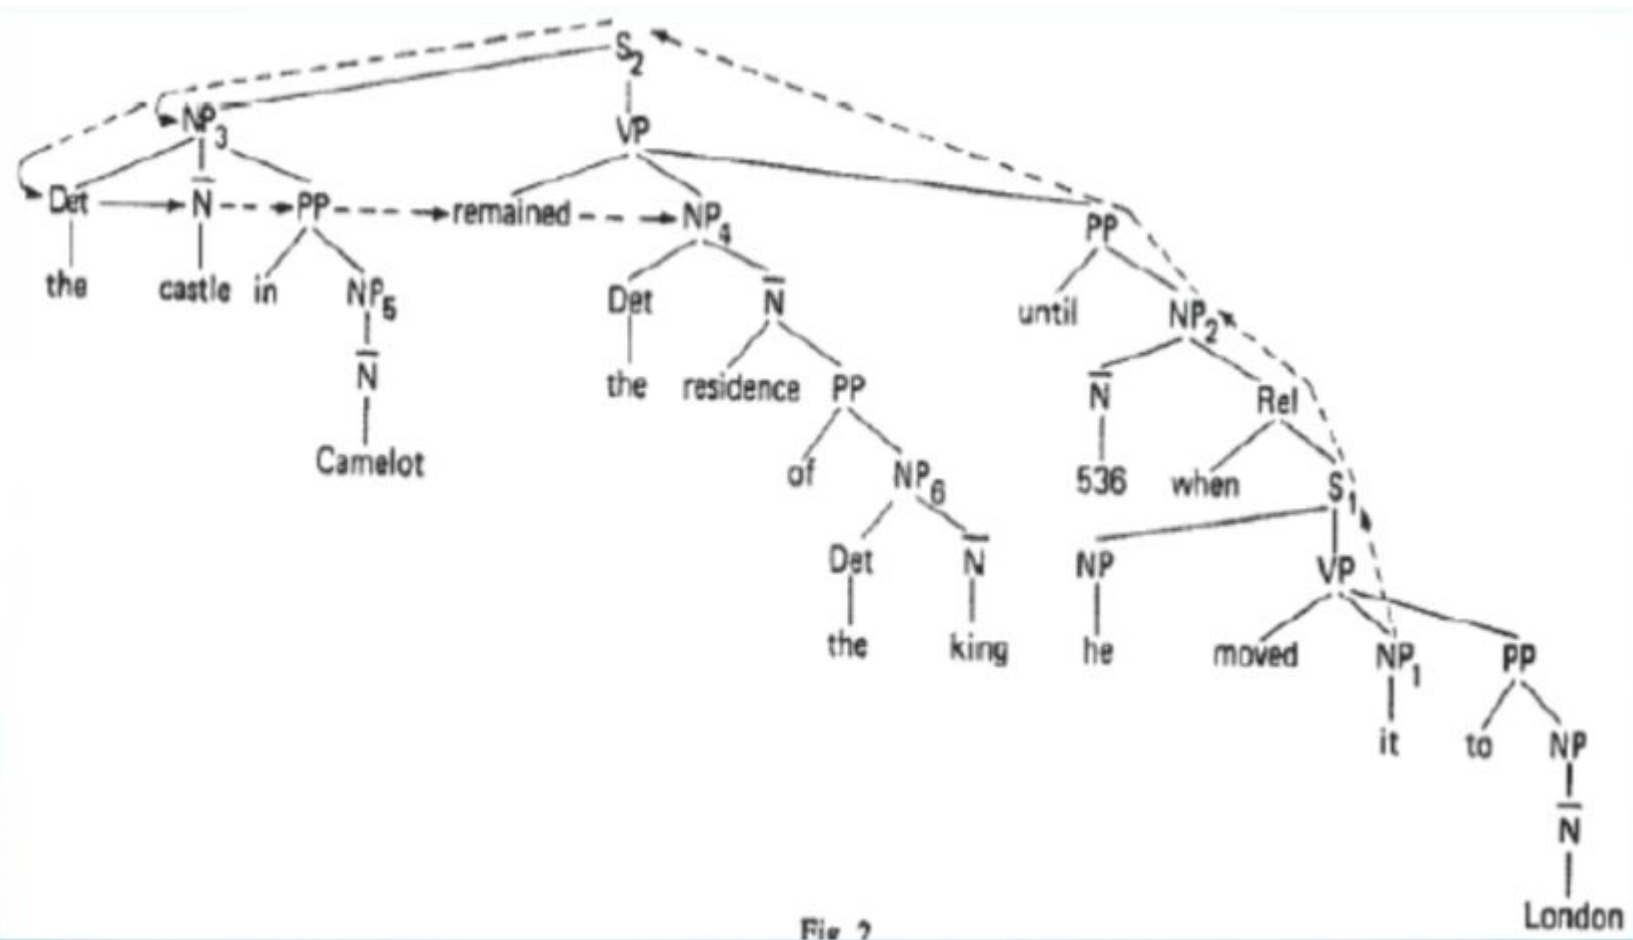 S2
NP3 VP
Det N̅ PP remained NP4 PP
the castle in NP5 Det N̅ until NP2
N̅ the residence PP N̅ Rel
Camelot of NP6 536 when S1
Det N̅ NP VP
the king he moved NP1 PP
it to NP
N̅
London
Fig. 2